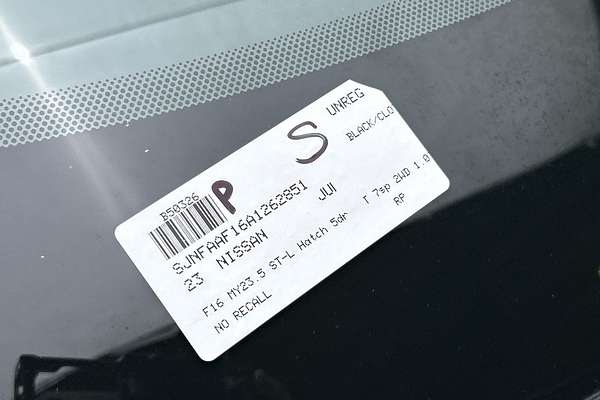 B50326 P S UNREG
SJNFAAF16A1262851 BLACK/CLO
23 NISSAN JUI
F16 MY23.5 ST-L Hatch 5dr T 7sp 2WD 1.0
NO RECALL RP